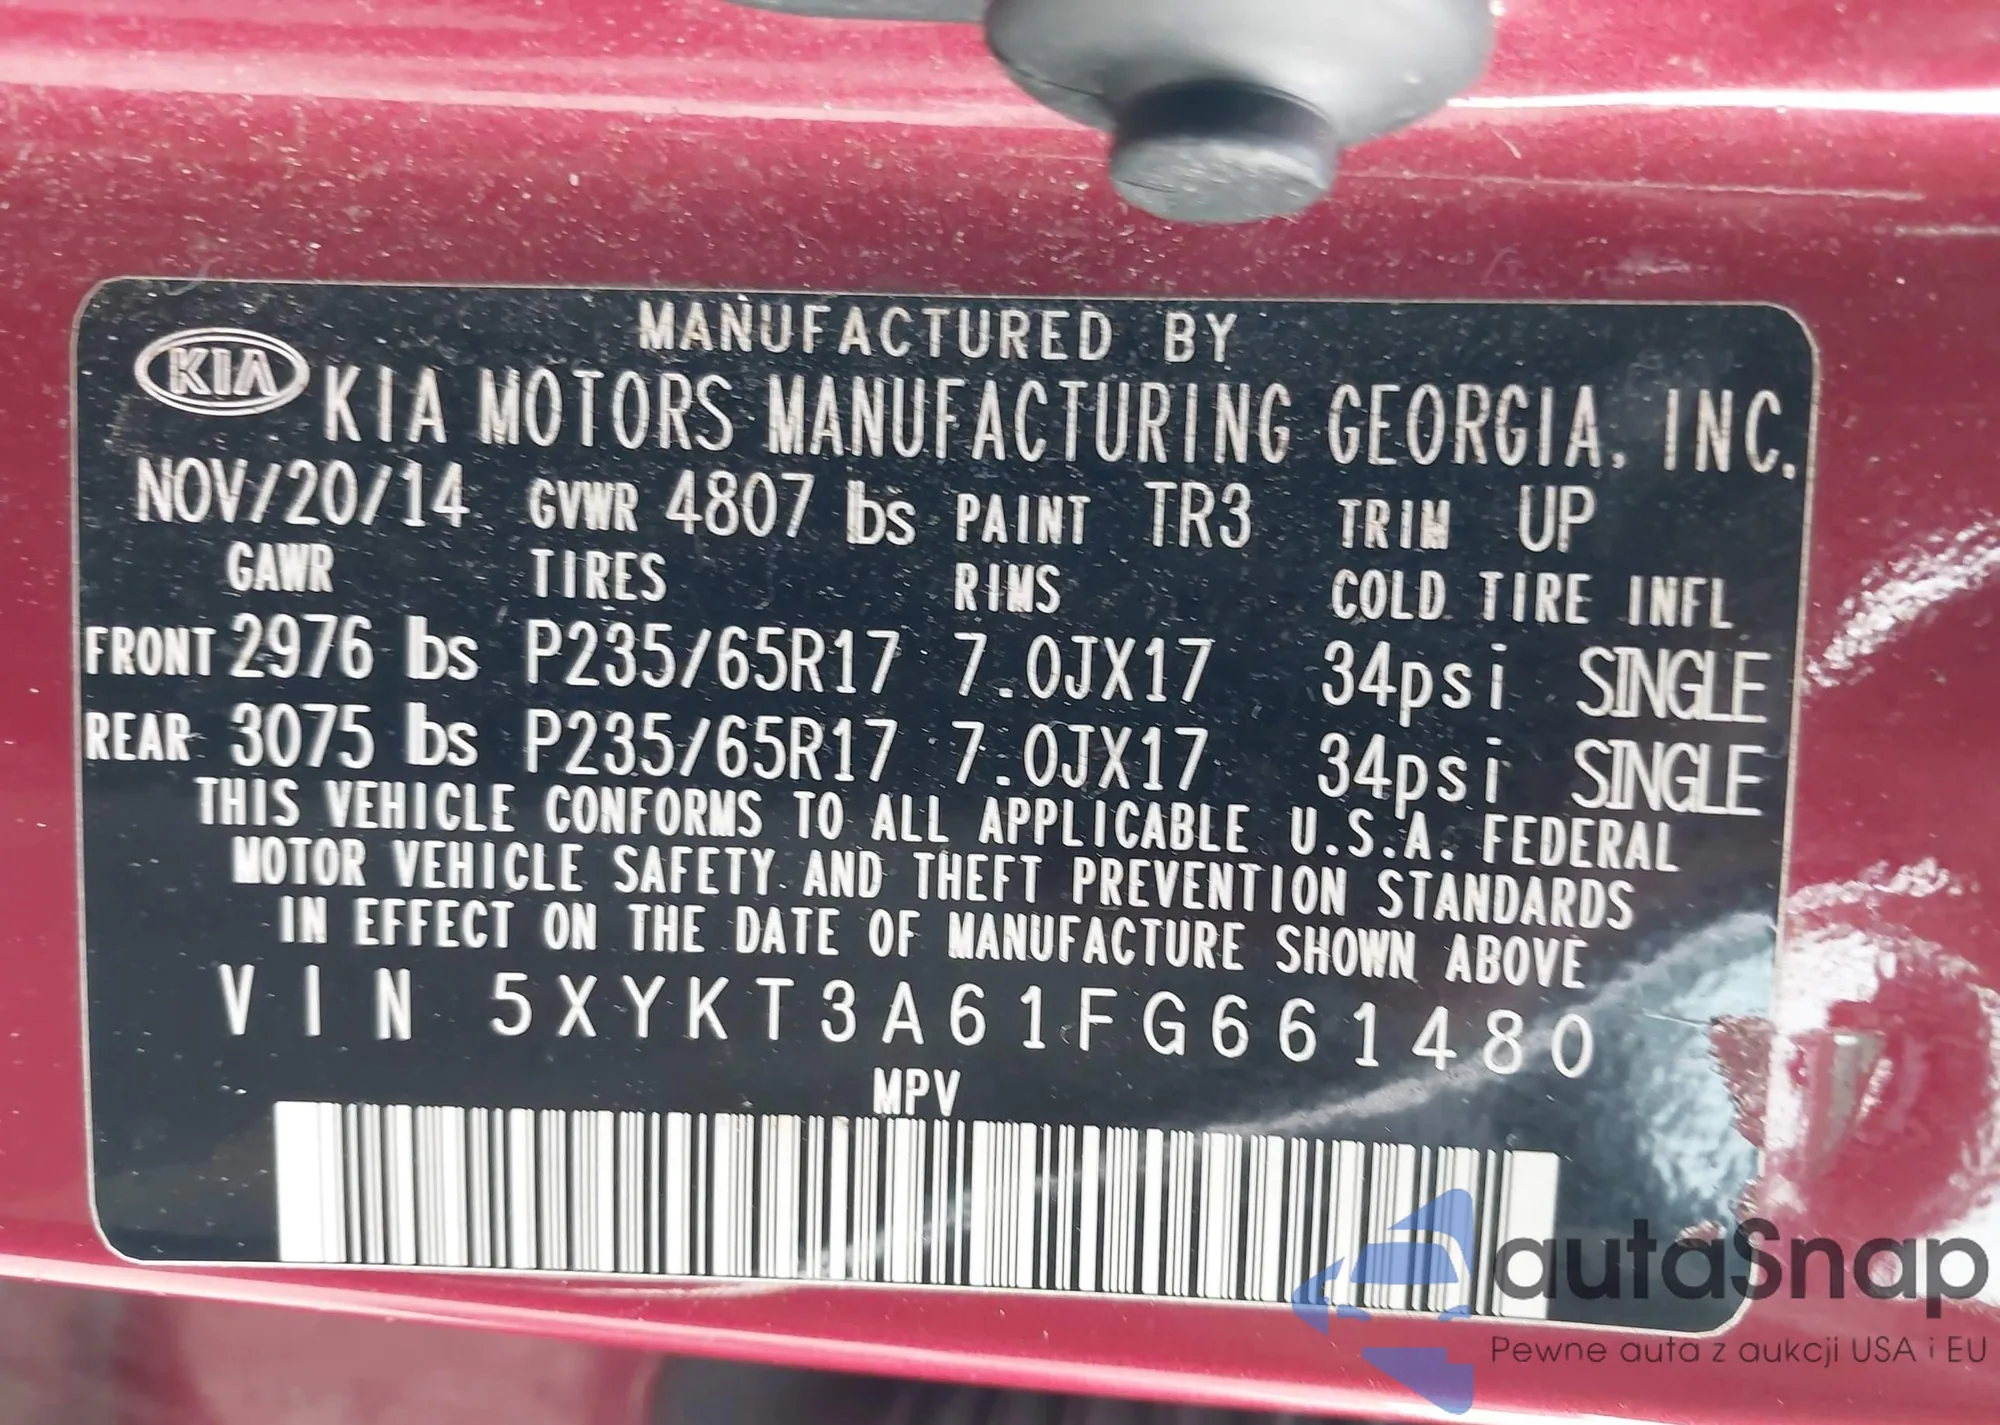 MANUFACTURED BY
KIA KIA MOTORS MANUFACTURING GEORGIA, INC.
NOV/20/14 GVWR 4807 lbs PAINT TR3 TRIM UP
GAWR TIRES RIMS COLD TIRE INFL
FRONT 2976 lbs P235/65R17 7.0JX17 34psi SINGLE
REAR 3075 lbs P235/65R17 7.0JX17 34psi SINGLE
THIS VEHICLE CONFORMS TO ALL APPLICABLE U.S.A. FEDERAL
MOTOR VEHICLE SAFETY AND THEFT PREVENTION STANDARDS
IN EFFECT ON THE DATE OF MANUFACTURE SHOWN ABOVE
VIN 5XYKT3A61FG661480
MPV
autaSnap
Pewne auta z aukcji USA i EU